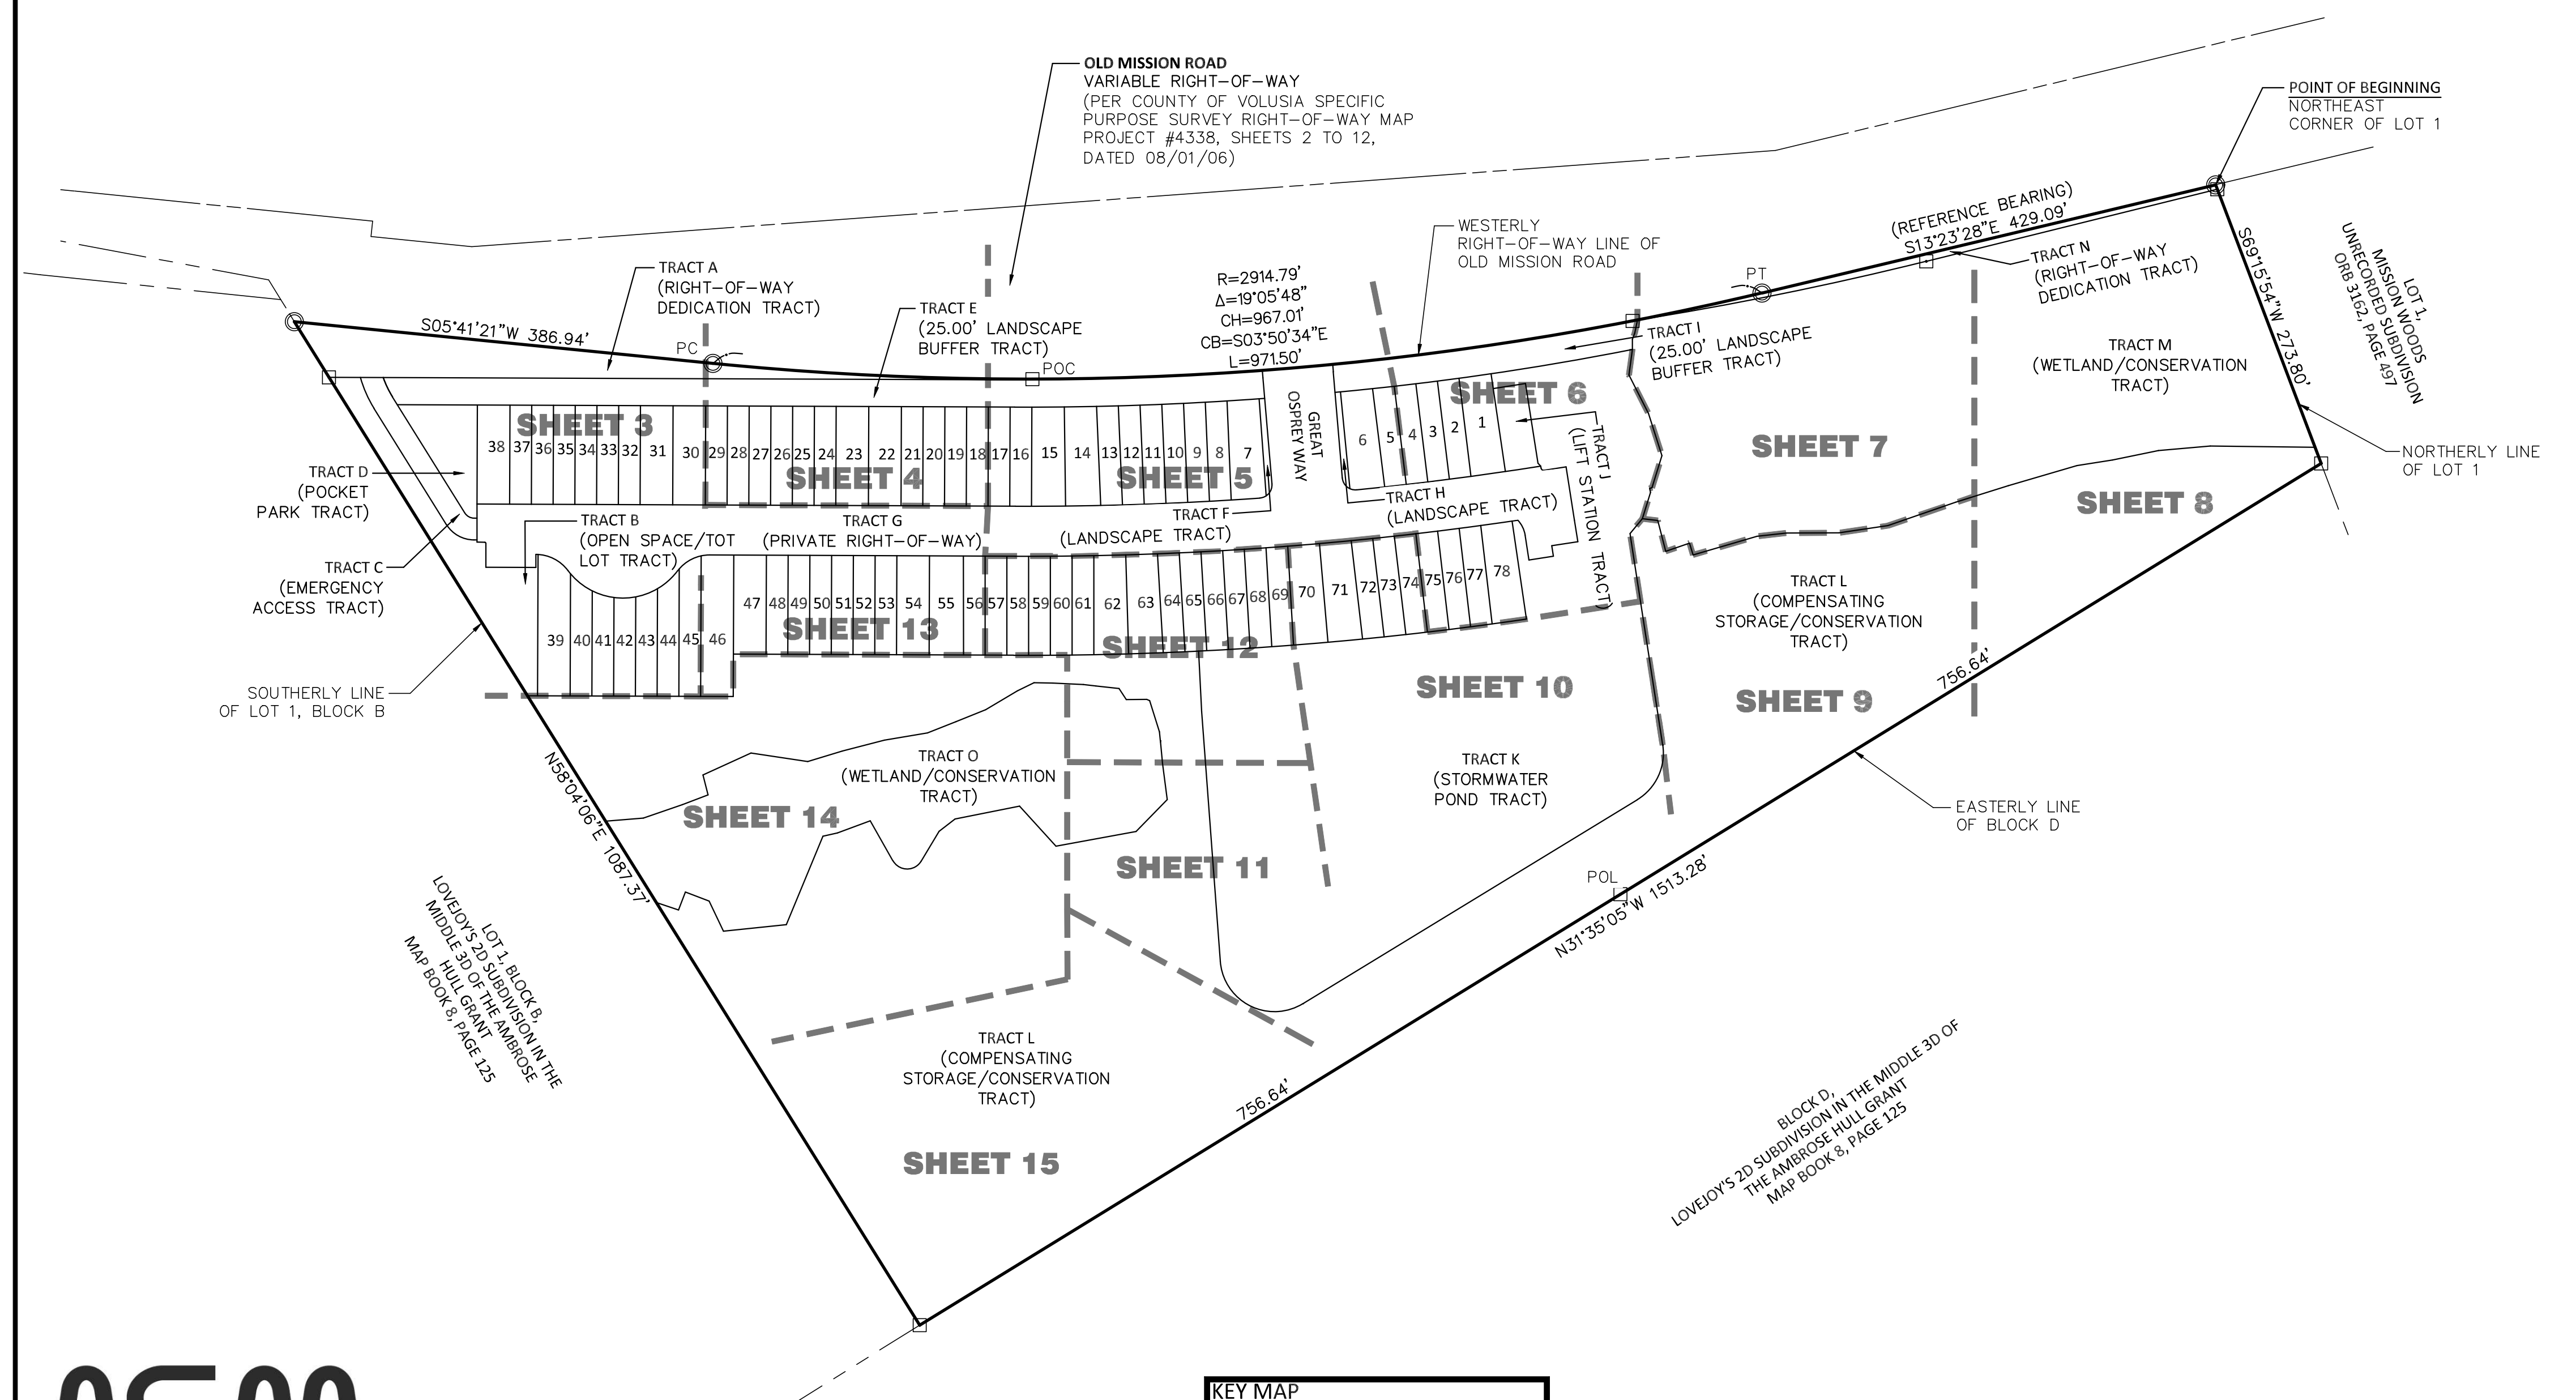 OLD MISSION ROAD
VARIABLE RIGHT-OF-WAY
(PER COUNTY OF VOLUSIA SPECIFIC
PURPOSE SURVEY RIGHT-OF-WAY MAP
PROJECT #4338, SHEETS 2 TO 12,
DATED 08/01/06)
POINT OF BEGINNING
NORTHEAST
CORNER OF LOT 1
(REFERENCE BEARING)
S13°23'28"E 429.09'
WESTERLY
RIGHT-OF-WAY LINE OF
OLD MISSION ROAD
TRACT N
(RIGHT-OF-WAY
DEDICATION TRACT)
S69°15'54"W 273.80'
LOT 1,
MISSION WOODS
UNRECORDED SUBDIVISION
ORB 3162, PAGE 497
TRACT A
(RIGHT-OF-WAY
DEDICATION TRACT)
R=2914.79'
Δ=19°05'48"
CH=967.01'
CB=S03°50'34"E
L=971.50'
PT
TRACT E
(25.00' LANDSCAPE
BUFFER TRACT)
S05°41'21"W 386.94'
PC
POC
TRACT I
(25.00' LANDSCAPE
BUFFER TRACT)
TRACT M
(WETLAND/CONSERVATION
TRACT)
SHEET 3
SHEET 4
SHEET 5
SHEET 6
SHEET 7
SHEET 8
GREAT
OSPREY WAY
38 37 36 35 34 33 32 31 30 29 28 27 26 25 24 23 22 21 20 19 18 17 16 15 14 13 12 11 10 9 8 7
6 5 4 3 2 1
TRACT J
(LIFT STATION TRACT)
NORTHERLY LINE
OF LOT 1
TRACT D
(POCKET
PARK TRACT)
TRACT B
(OPEN SPACE/TOT
LOT TRACT)
TRACT G
(PRIVATE RIGHT-OF-WAY)
TRACT F
(LANDSCAPE TRACT)
TRACT H
(LANDSCAPE TRACT)
TRACT C
(EMERGENCY
ACCESS TRACT)
TRACT L
(COMPENSATING
STORAGE/CONSERVATION
TRACT)
39 40 41 42 43 44 45 46
47 48 49 50 51 52 53 54 55 56 57 58 59 60 61 62 63 64 65 66 67 68 69 70 71 72 73 74 75 76 77 78
SHEET 13
SHEET 12
SHEET 10
SHEET 9
756.64'
SOUTHERLY LINE
OF LOT 1, BLOCK B
TRACT O
(WETLAND/CONSERVATION
TRACT)
TRACT K
(STORMWATER
POND TRACT)
N58°04'06"E 1087.37'
SHEET 14
SHEET 11
EASTERLY LINE
OF BLOCK D
POL
N31°35'05"W 1513.28'
LOT 1, BLOCK B,
LOVEJOY'S 2D SUBDIVISION IN THE
MIDDLE 3D OF THE AMBROSE
HULL GRANT
MAP BOOK 8, PAGE 125
TRACT L
(COMPENSATING
STORAGE/CONSERVATION
TRACT)
756.64'
SHEET 15
BLOCK D,
LOVEJOY'S 2D SUBDIVISION IN THE MIDDLE 3D OF
THE AMBROSE HULL GRANT
MAP BOOK 8, PAGE 125
KEY MAP